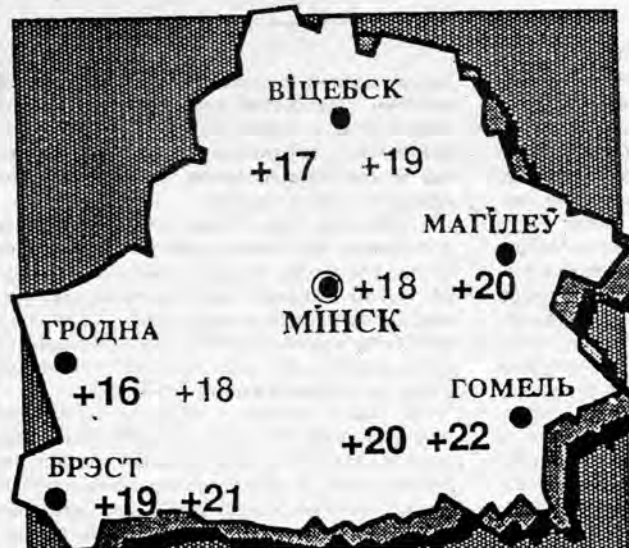 ВІЦЕБСК
+17 +19
МАГІЛЕЎ
+18 +20
МІНСК
ГРОДНА
+16 +18
ГОМЕЛЬ
+20 +22
БРЭСТ
+19 +21